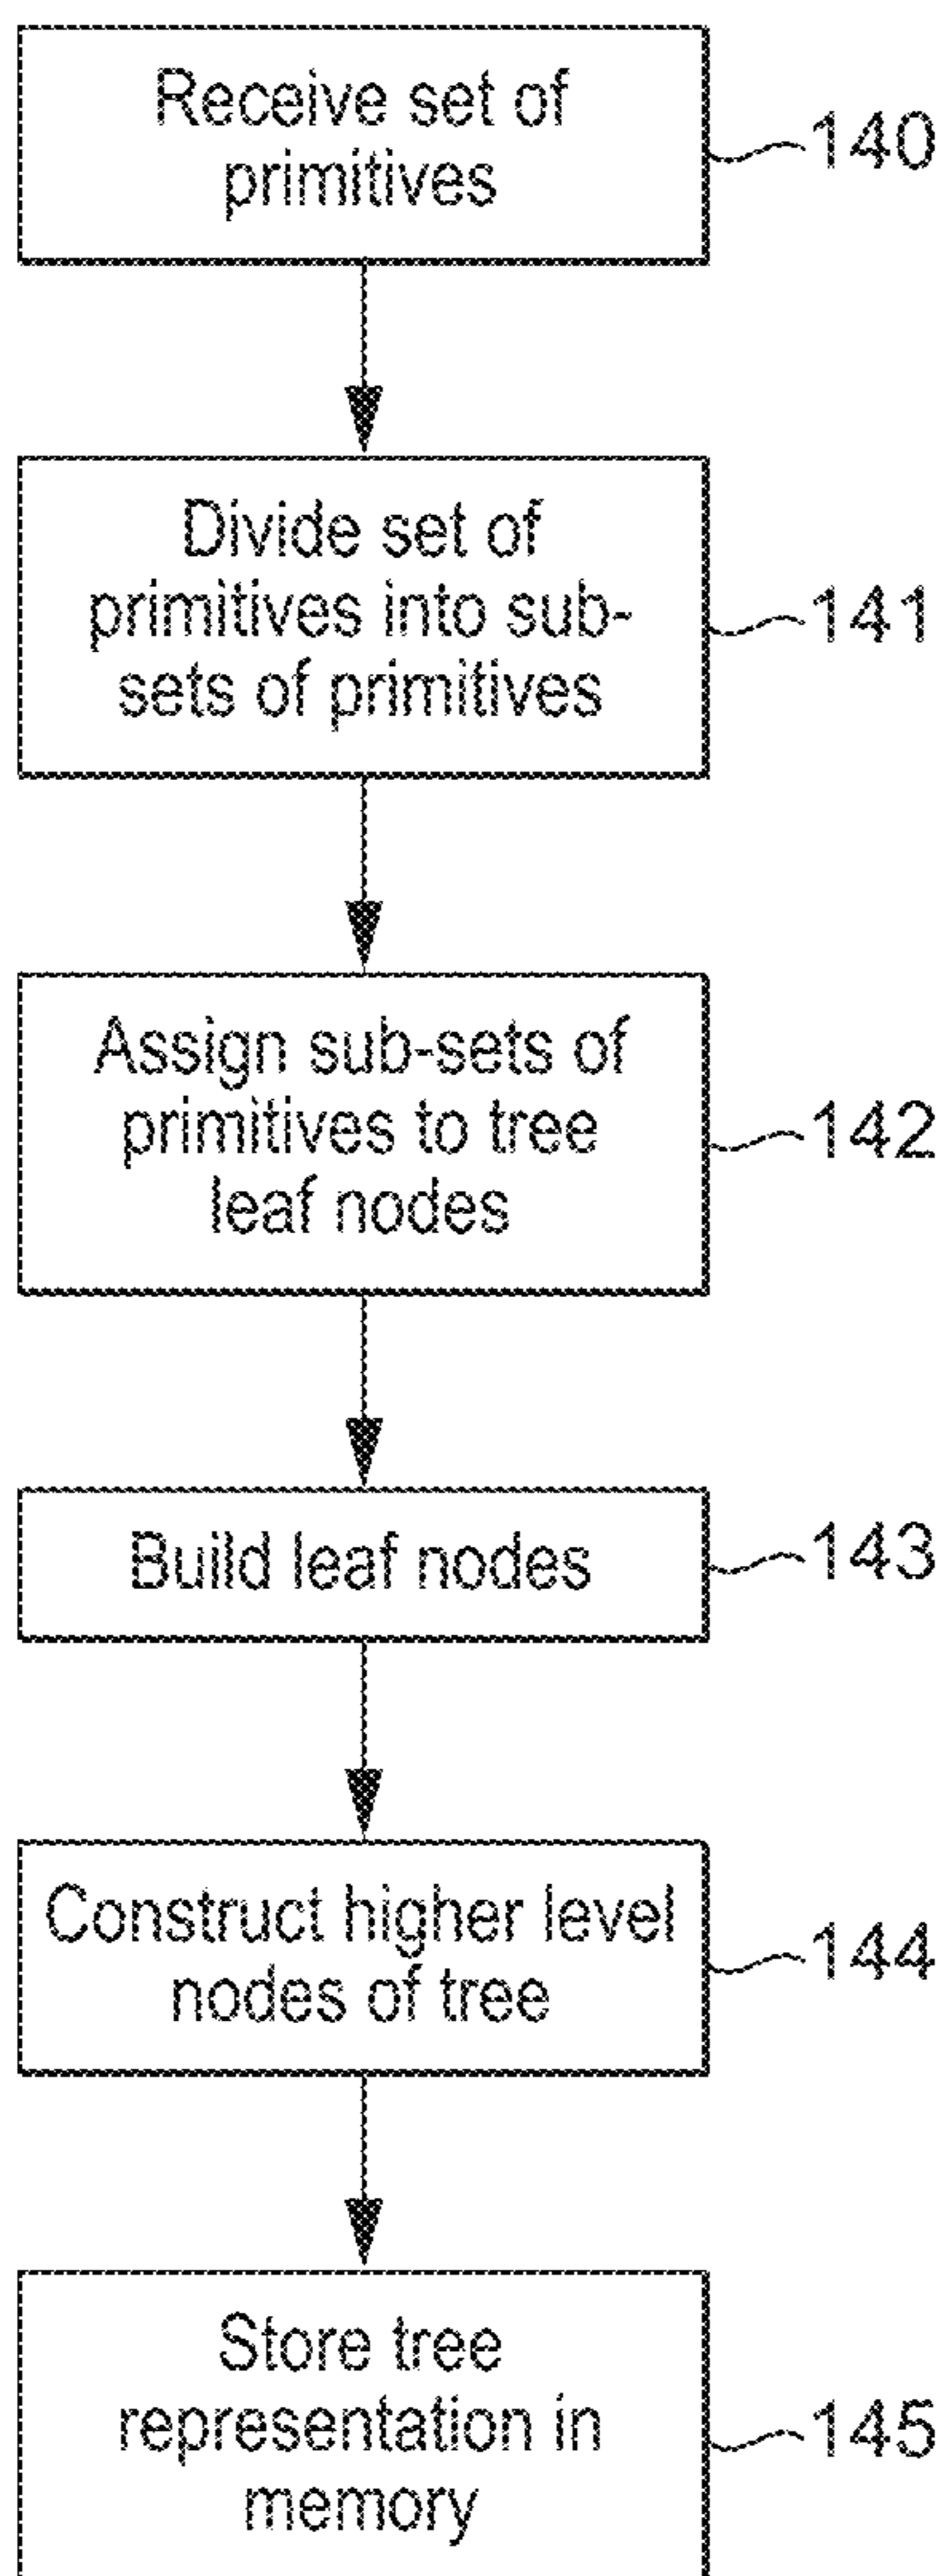 Receive set of
primitives
140
Divide set of
primitives into sub-
sets of primitives
141
Assign sub-sets of
primitives to tree
leaf nodes
142
Build leaf nodes
143
Construct higher level
nodes of tree
144
Store tree
representation in
memory
145